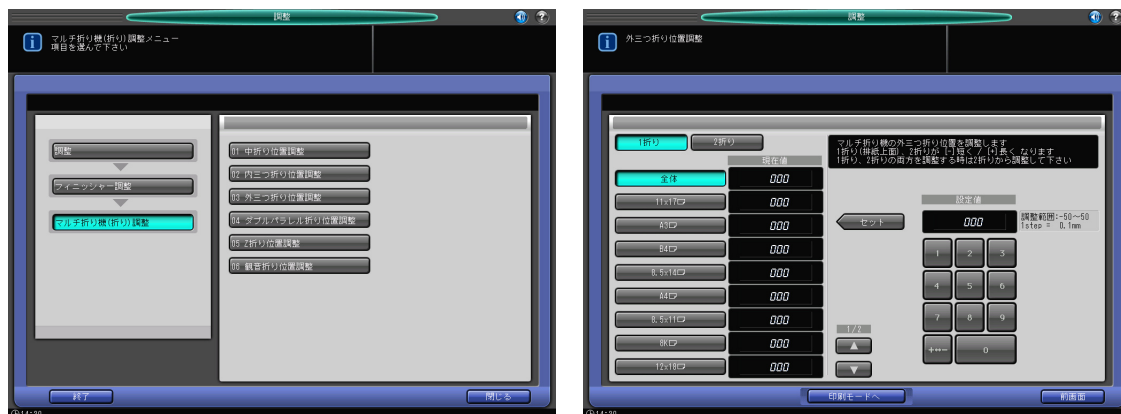 調整
マルチ折り機(折り)調整メニュー
項目を選んで下さい
調整
フィニッシャー調整
マルチ折り機(折り)調整
01 中折り位置調整
02 内三つ折り位置調整
03 外三つ折り位置調整
04 ダブルパラレル折り位置調整
05 Z折り位置調整
06 観音折り位置調整
終了
閉じる
調整
外三つ折り位置調整
1折り
2折り
マルチ折り機の外三つ折り位置を調整します
1折り(排紙上面)、2折りが [-]短く / [+]長く なります
1折り、2折りの両方を調整する時は2折りから調整して下さい
現在値
全体 000
11x17 000
A3 000
B4 000
8.5x14 000
A4 000
8.5x11 000
8K 000
12x18 000
設定値
セット
000
調整範囲:-50~50
1step = 0.1mm
1 2 3
4 5 6
7 8 9
+↔- 0
1/2
▲
▼
印刷モードへ
前画面